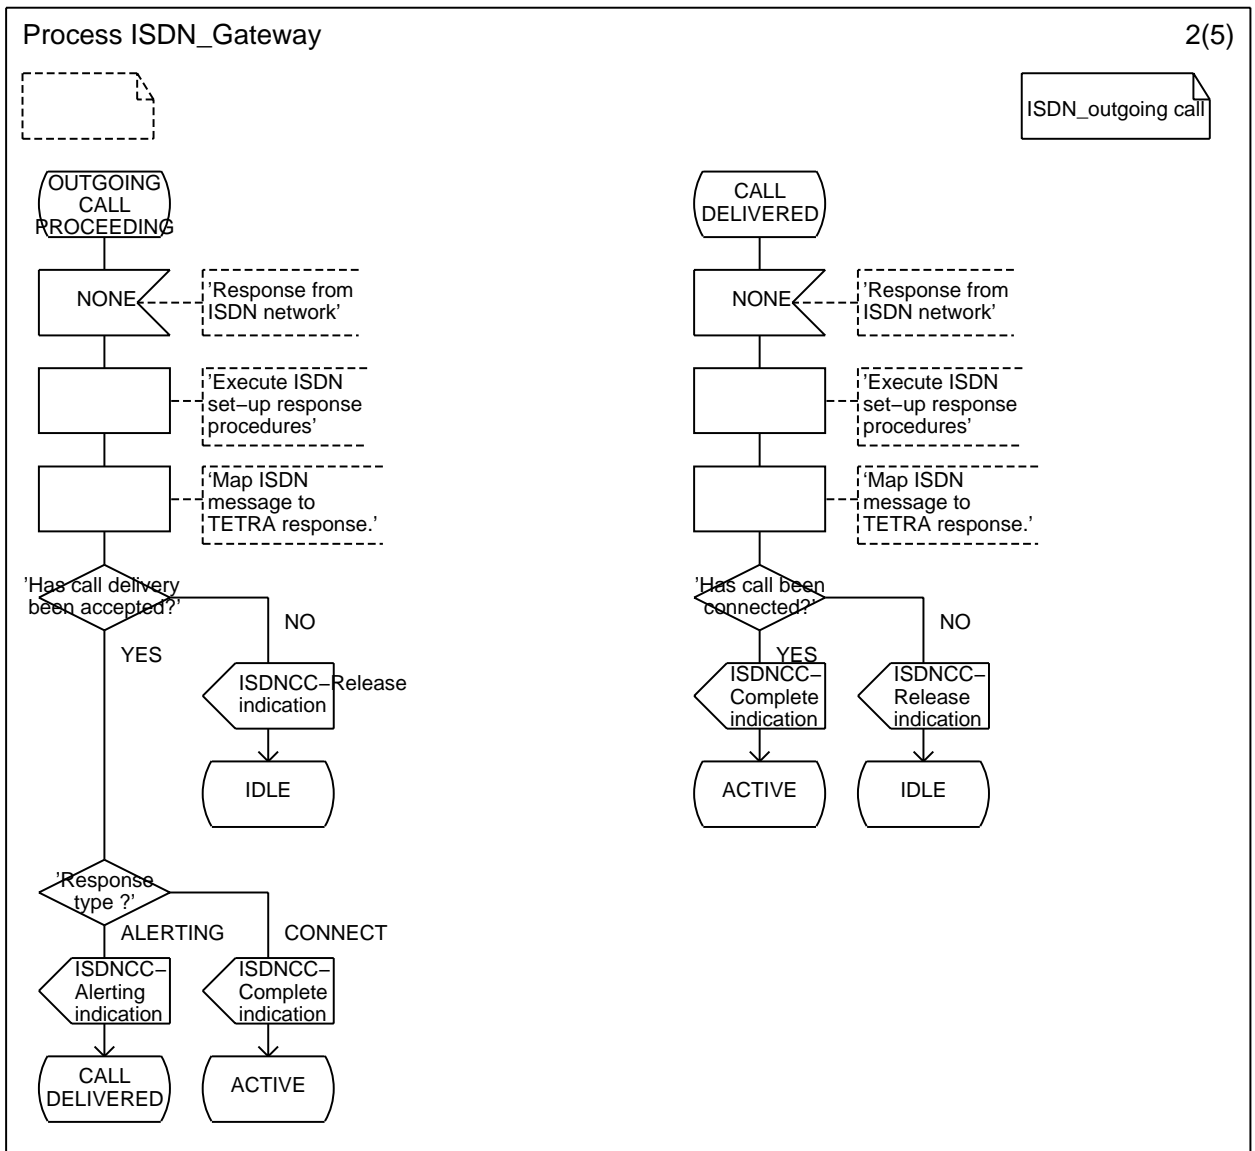 Process ISDN_Gateway
2(5)
ISDN_outgoing call
OUTGOING
CALL
PROCEEDING
NONE
'Response from
ISDN network’
’Execute ISDN
set−up response
procedures’
‘Map ISDN
message to
TETRA response.’
’Has call delivery
been accepted?’
NO
YES
ISDNCC−Release
indication
IDLE
’Response
type ?’
ALERTING
CONNECT
ISDNCC−
Alerting
indication
ISDNCC−
Complete
indication
CALL
DELIVERED
ACTIVE
CALL
DELIVERED
NONE
’Response from
ISDN network’
’Execute ISDN
set−up response
procedures’
‘Map ISDN
message to
TETRA response.’
’Has call been
connected?’
NO
YES
ISDNCC−
Complete
indication
ISDNCC−
Release
indication
ACTIVE
IDLE